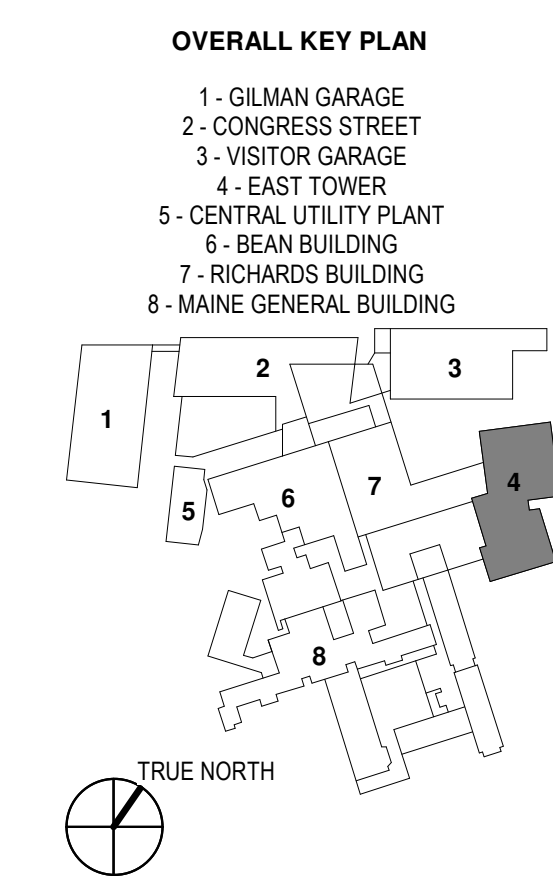 OVERALL KEY PLAN
1 - GILMAN GARAGE
2 - CONGRESS STREET
3 - VISITOR GARAGE
4 - EAST TOWER
5 - CENTRAL UTILITY PLANT
6 - BEAN BUILDING
7 - RICHARDS BUILDING
8 - MAINE GENERAL BUILDING
2
3
1
4
7
6
5
8
TRUE NORTH